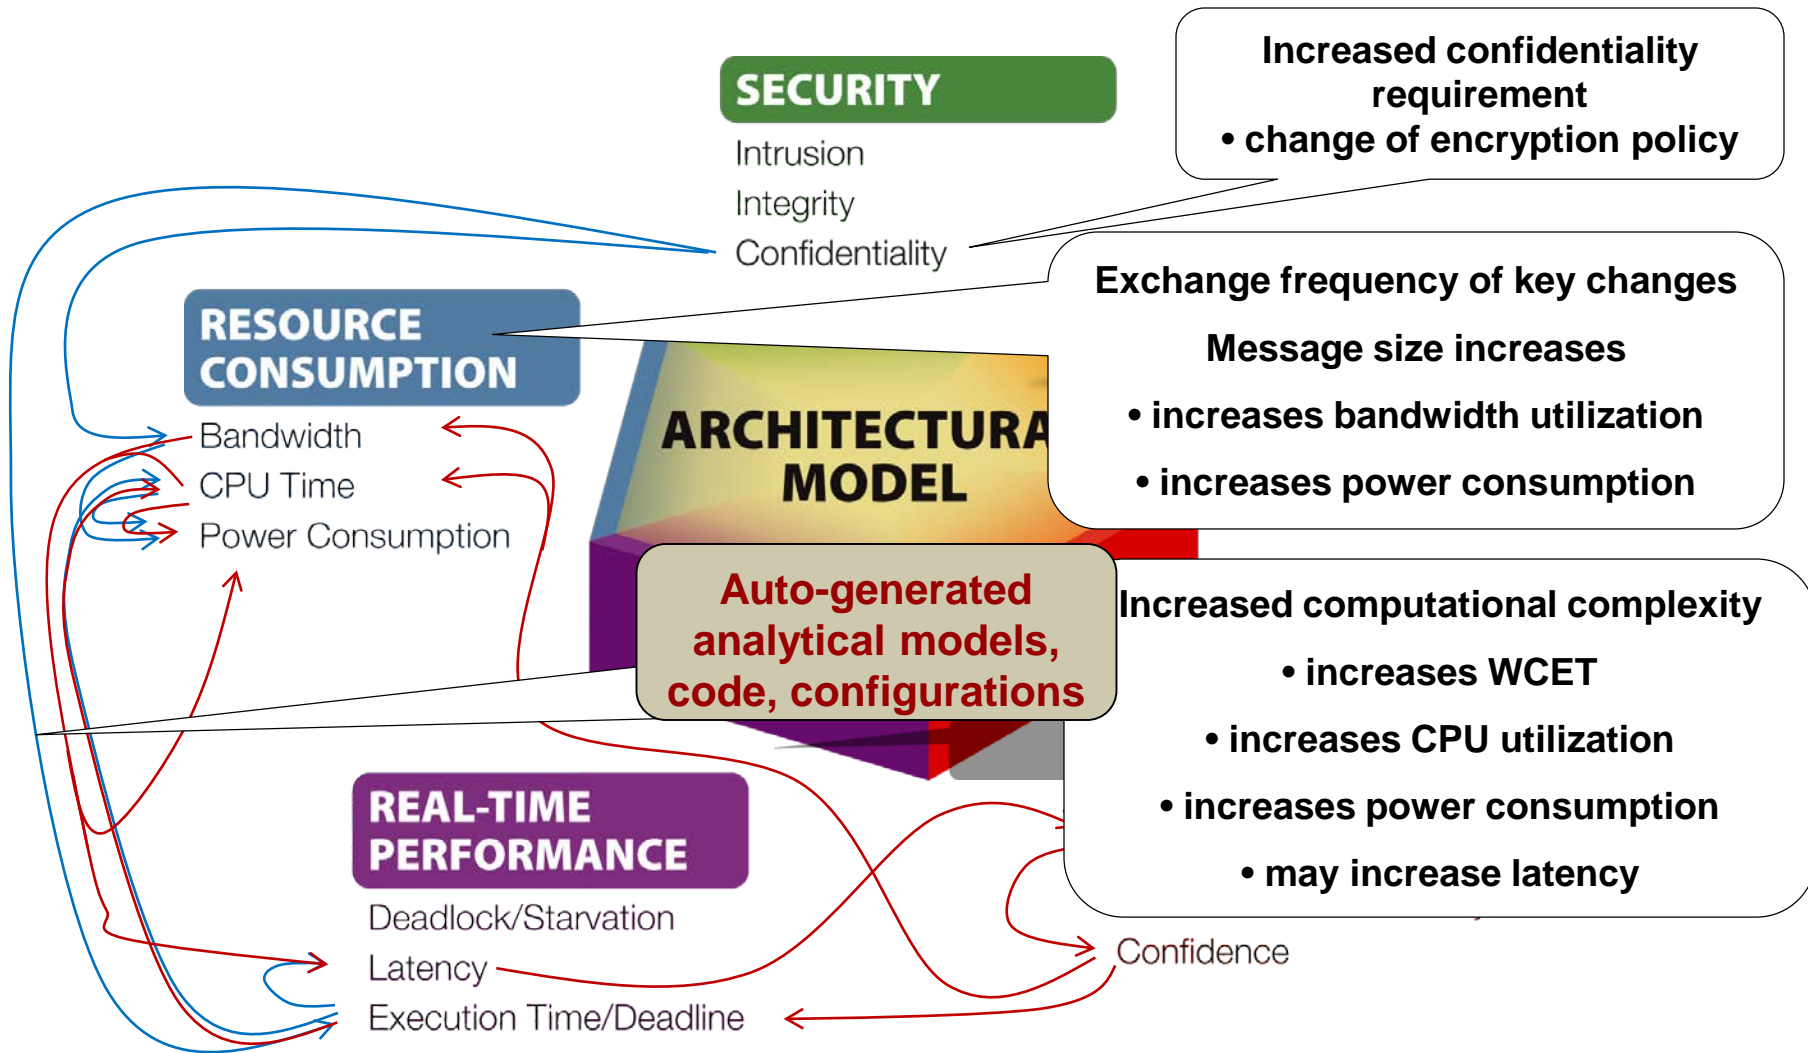 SECURITY
Intrusion
Integrity
Confidentiality
Increased confidentiality
requirement
• change of encryption policy
Exchange frequency of key changes
Message size increases
• increases bandwidth utilization
• increases power consumption
RESOURCE
CONSUMPTION
Bandwidth
CPU Time
Power Consumption
ARCHITECTURA
MODEL
Auto-generated
analytical models,
code, configurations
Increased computational complexity
• increases WCET
• increases CPU utilization
• increases power consumption
• may increase latency
REAL-TIME
PERFORMANCE
Deadlock/Starvation
Latency
Execution Time/Deadline
Confidence